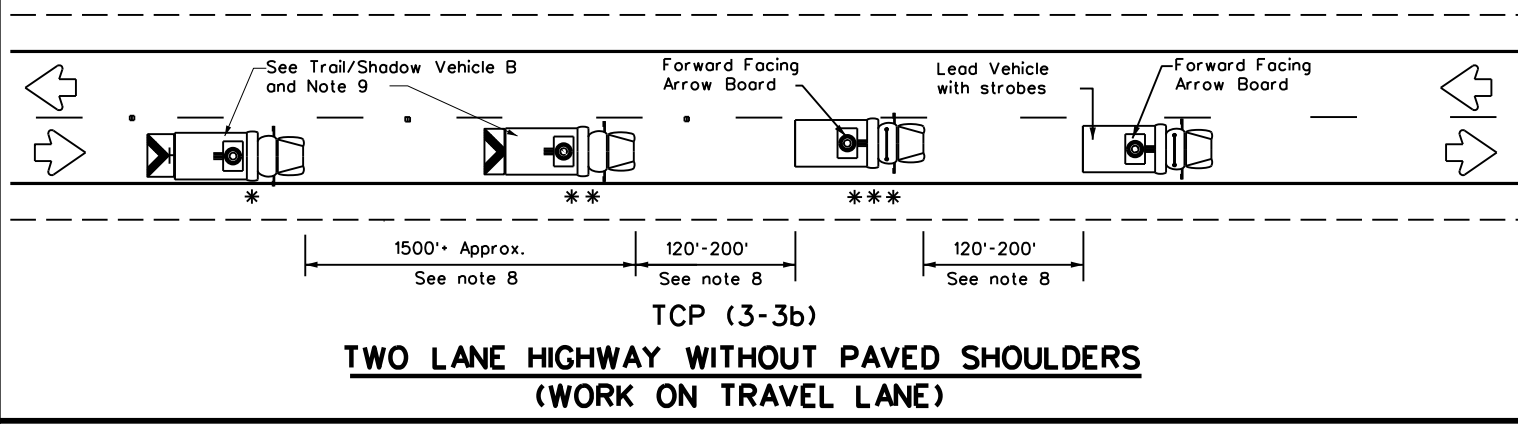 See Trail/Shadow Vehicle B
and Note 9
Forward Facing
Arrow Board
Lead Vehicle
with strobes
Forward Facing
Arrow Board
*
**
***
1500'+ Approx.
See note 8
120'-200'
See note 8
120'-200'
See note 8
TCP (3-3b)
TWO LANE HIGHWAY WITHOUT PAVED SHOULDERS
(WORK ON TRAVEL LANE)